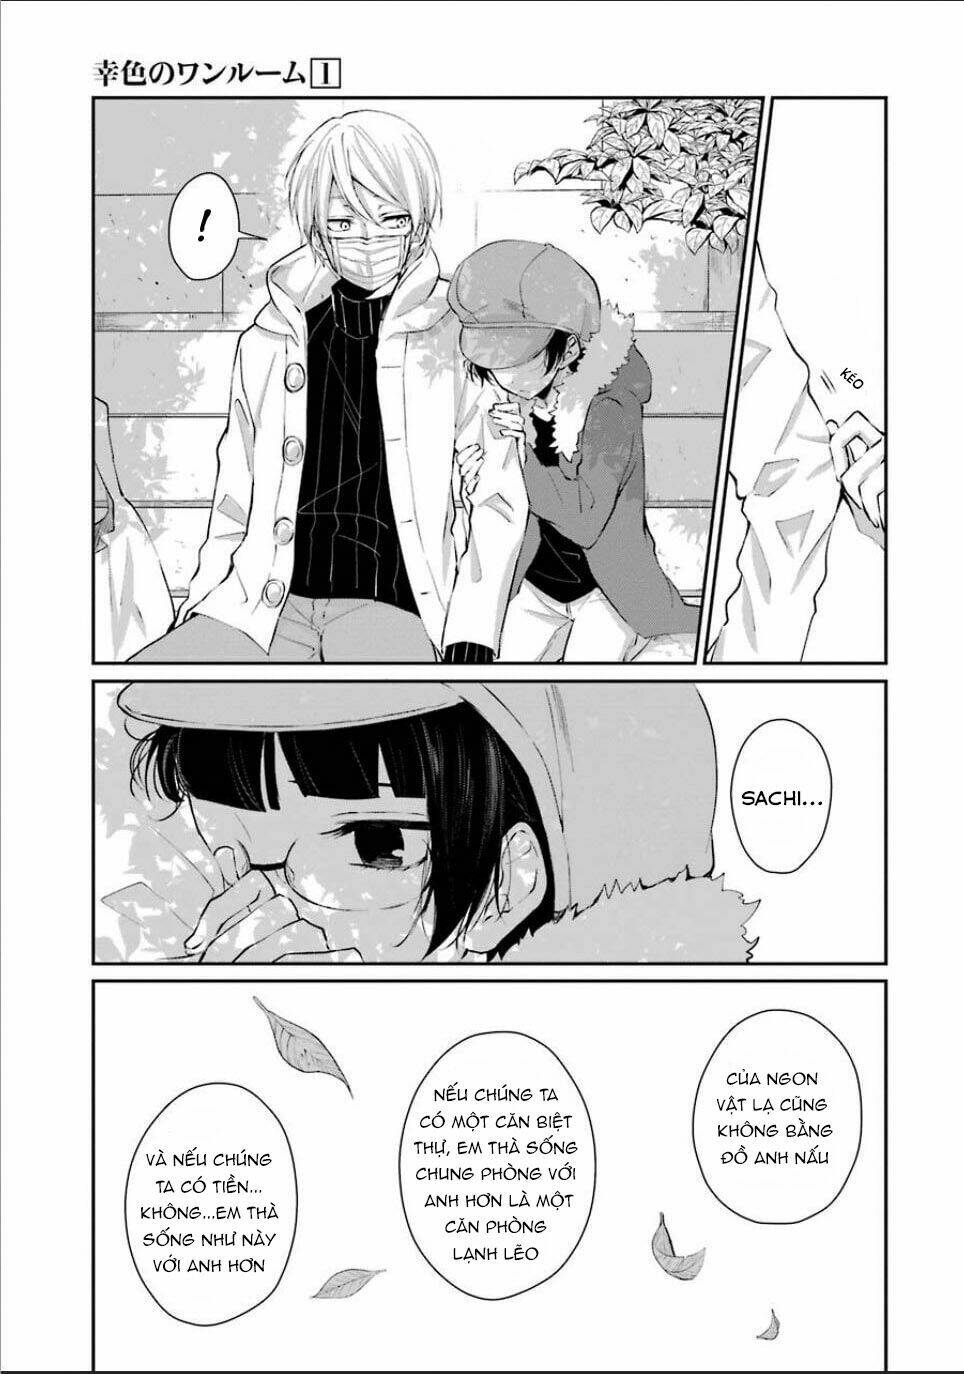 幸色のワンルーム 1
KÉO
!
SACHI...
CỦA NGON
VẬT LẠ CŨNG
KHÔNG BẰNG
ĐỒ ANH NẤU
NẾU CHÚNG TA
CÓ MỘT CĂN BIỆT
THỰ, EM THÀ SỐNG
CHUNG PHÒNG VỚI
ANH HƠN LÀ MỘT
CĂN PHÒNG
LẠNH LẼO
VÀ NẾU CHÚNG
TA CÓ TIỀN...
KHÔNG...EM THÀ
SỐNG NHƯ NÀY
VỚI ANH HƠN